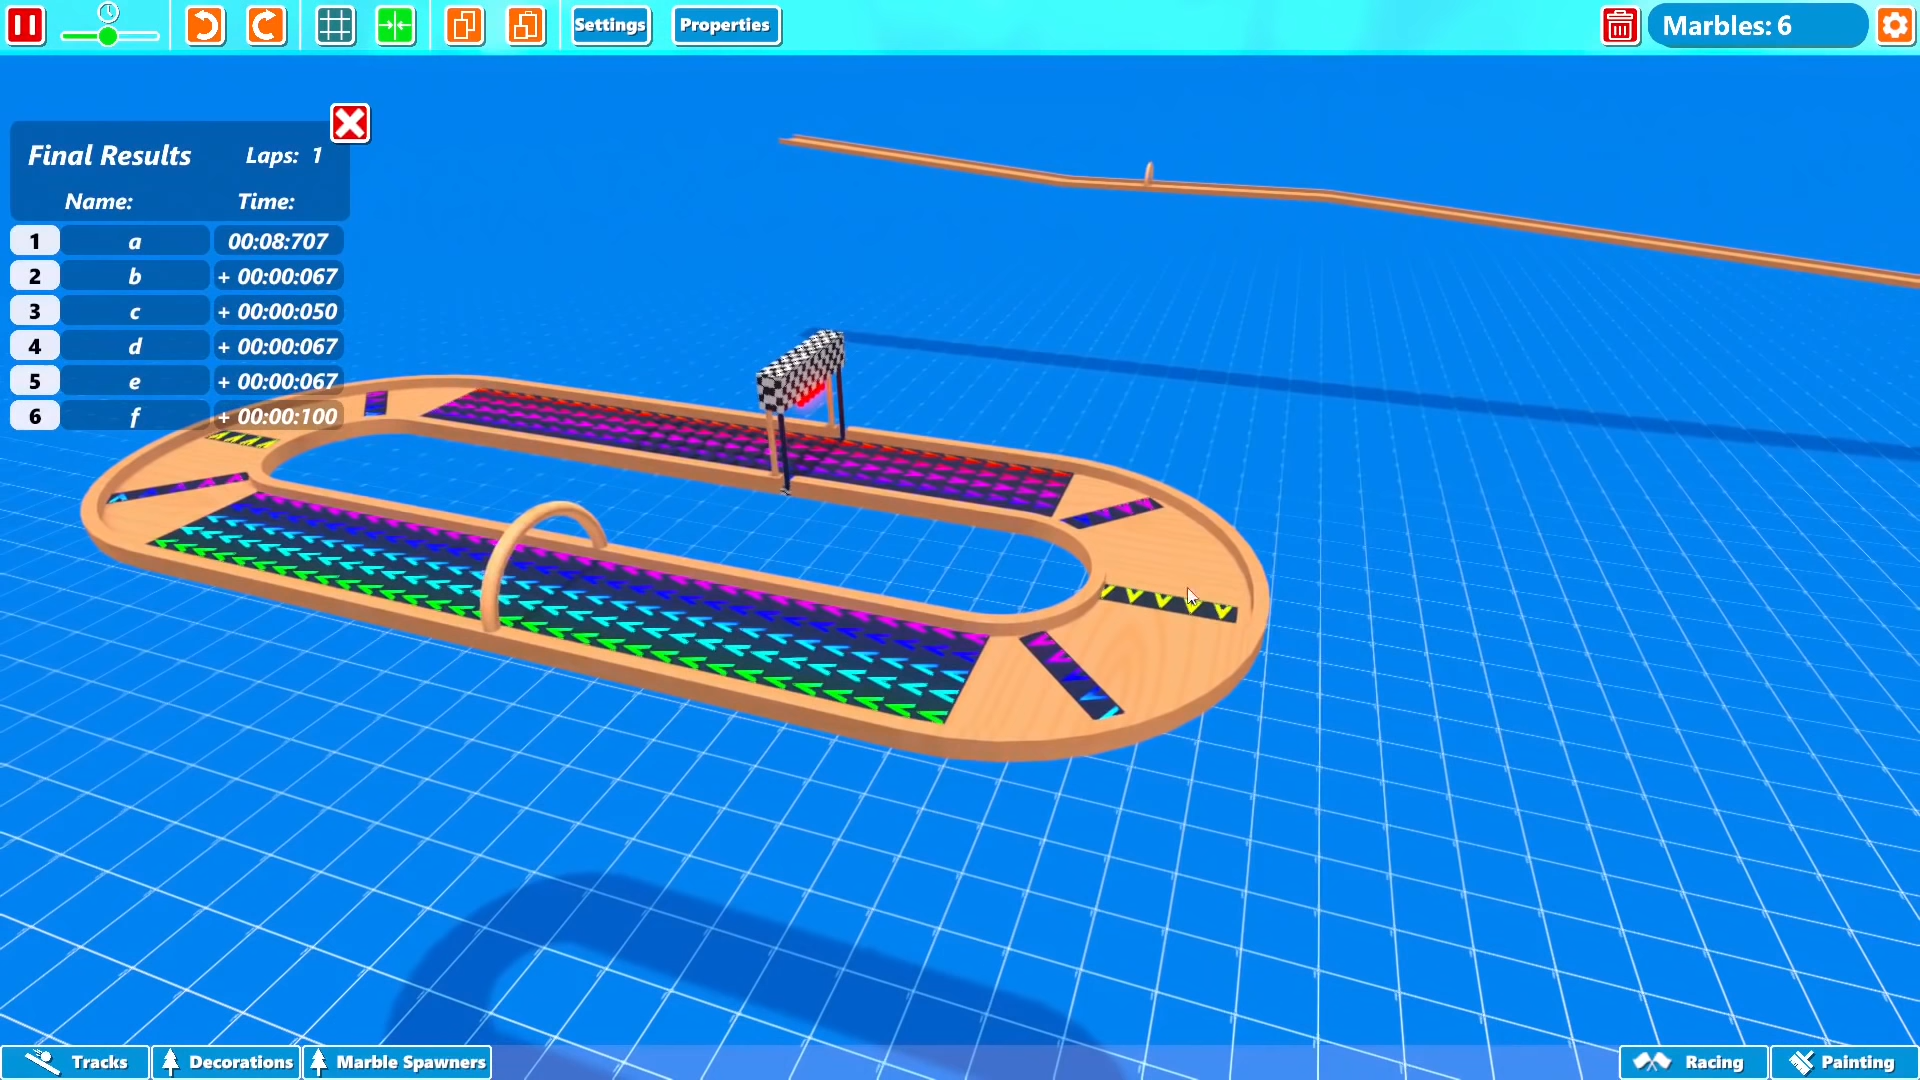 Settings
Properties
Marbles: 6
Final Results Laps: 1
Name: Time:
1 a 00:08:707
2 b + 00:00:067
3 c + 00:00:050
4 d + 00:00:067
5 e + 00:00:067
6 f + 00:00:100
Tracks
Decorations
Marble Spawners
Racing
Painting